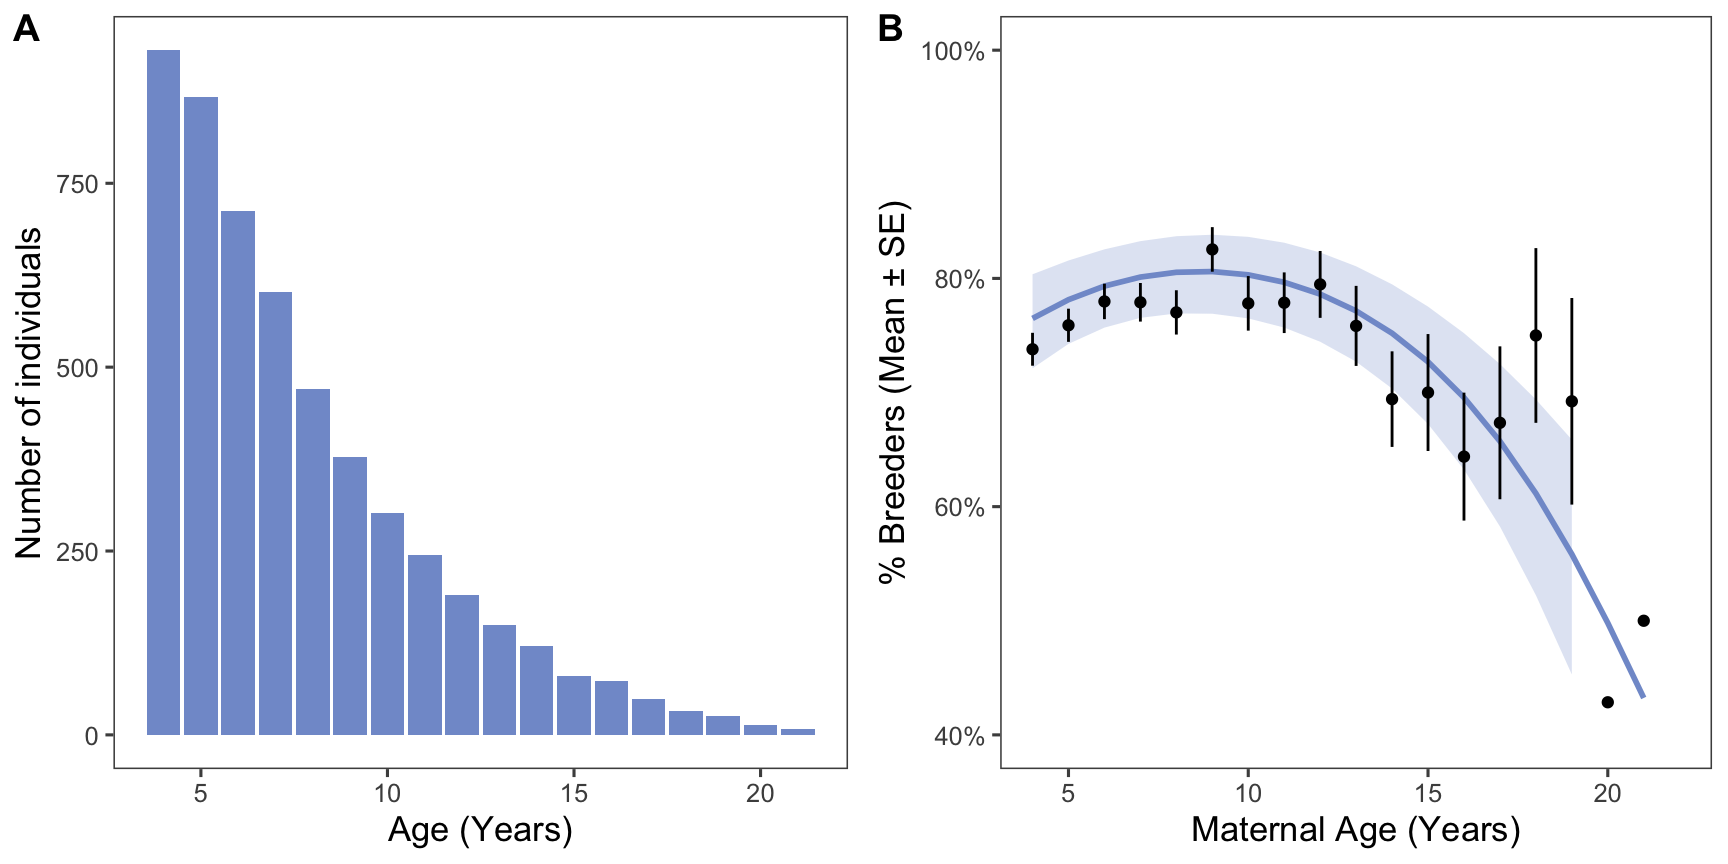 A
Number of individuals
750
500
250
0
5 10 15 20
Age (Years)
B
% Breeders (Mean ± SE)
100%
80%
60%
40%
5 10 15 20
Maternal Age (Years)